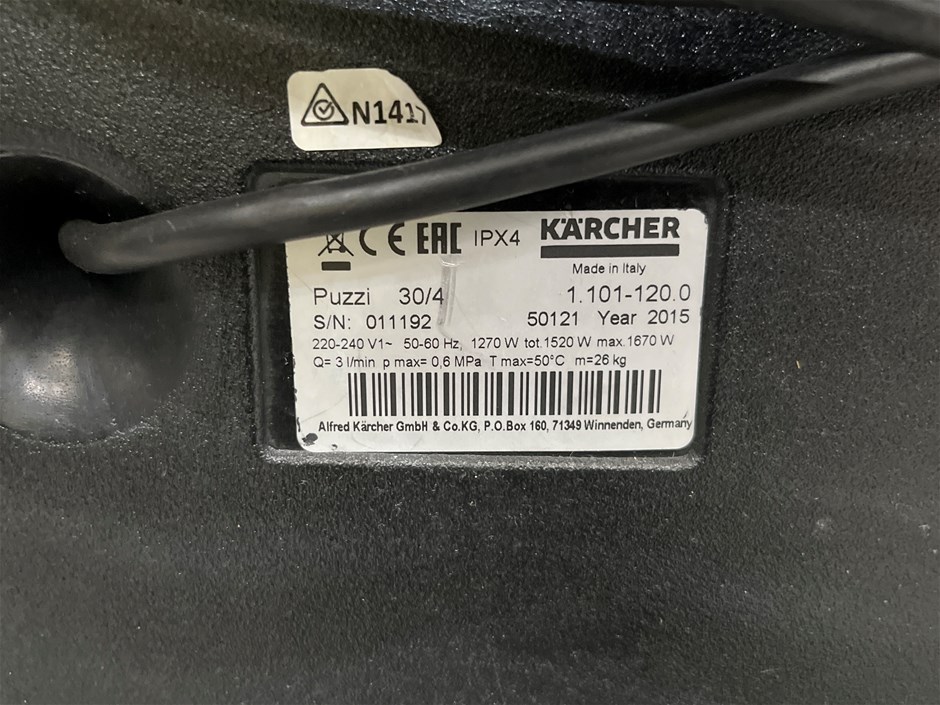 N1417
IPX4 KÄRCHER
Made in Italy
Puzzi 30/4 1.101-120.0
S/N: 011192 50121 Year 2015
220-240 V1~ 50-60 Hz, 1270 W tot.1520 W max.1670 W
Q= 3 l/min p max= 0,6 MPa T max=50°C m=26 kg
Alfred Kärcher GmbH & Co.KG, P.O.Box 160, 71349 Winnenden, Germany